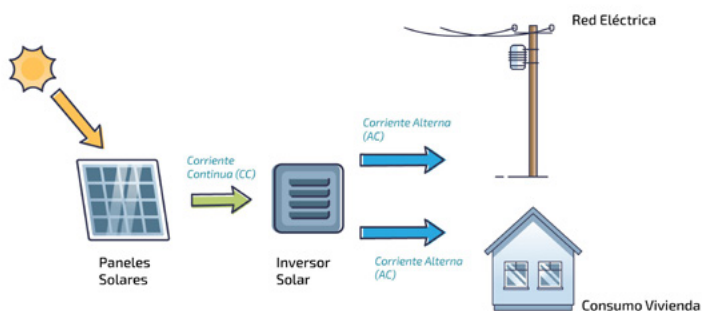 Red Eléctrica
Corriente Alterna
(AC)
Corriente
Continua (CC)
Paneles
Solares
Inversor
Solar
Corriente Alterna
(AC)
Consumo Vivienda